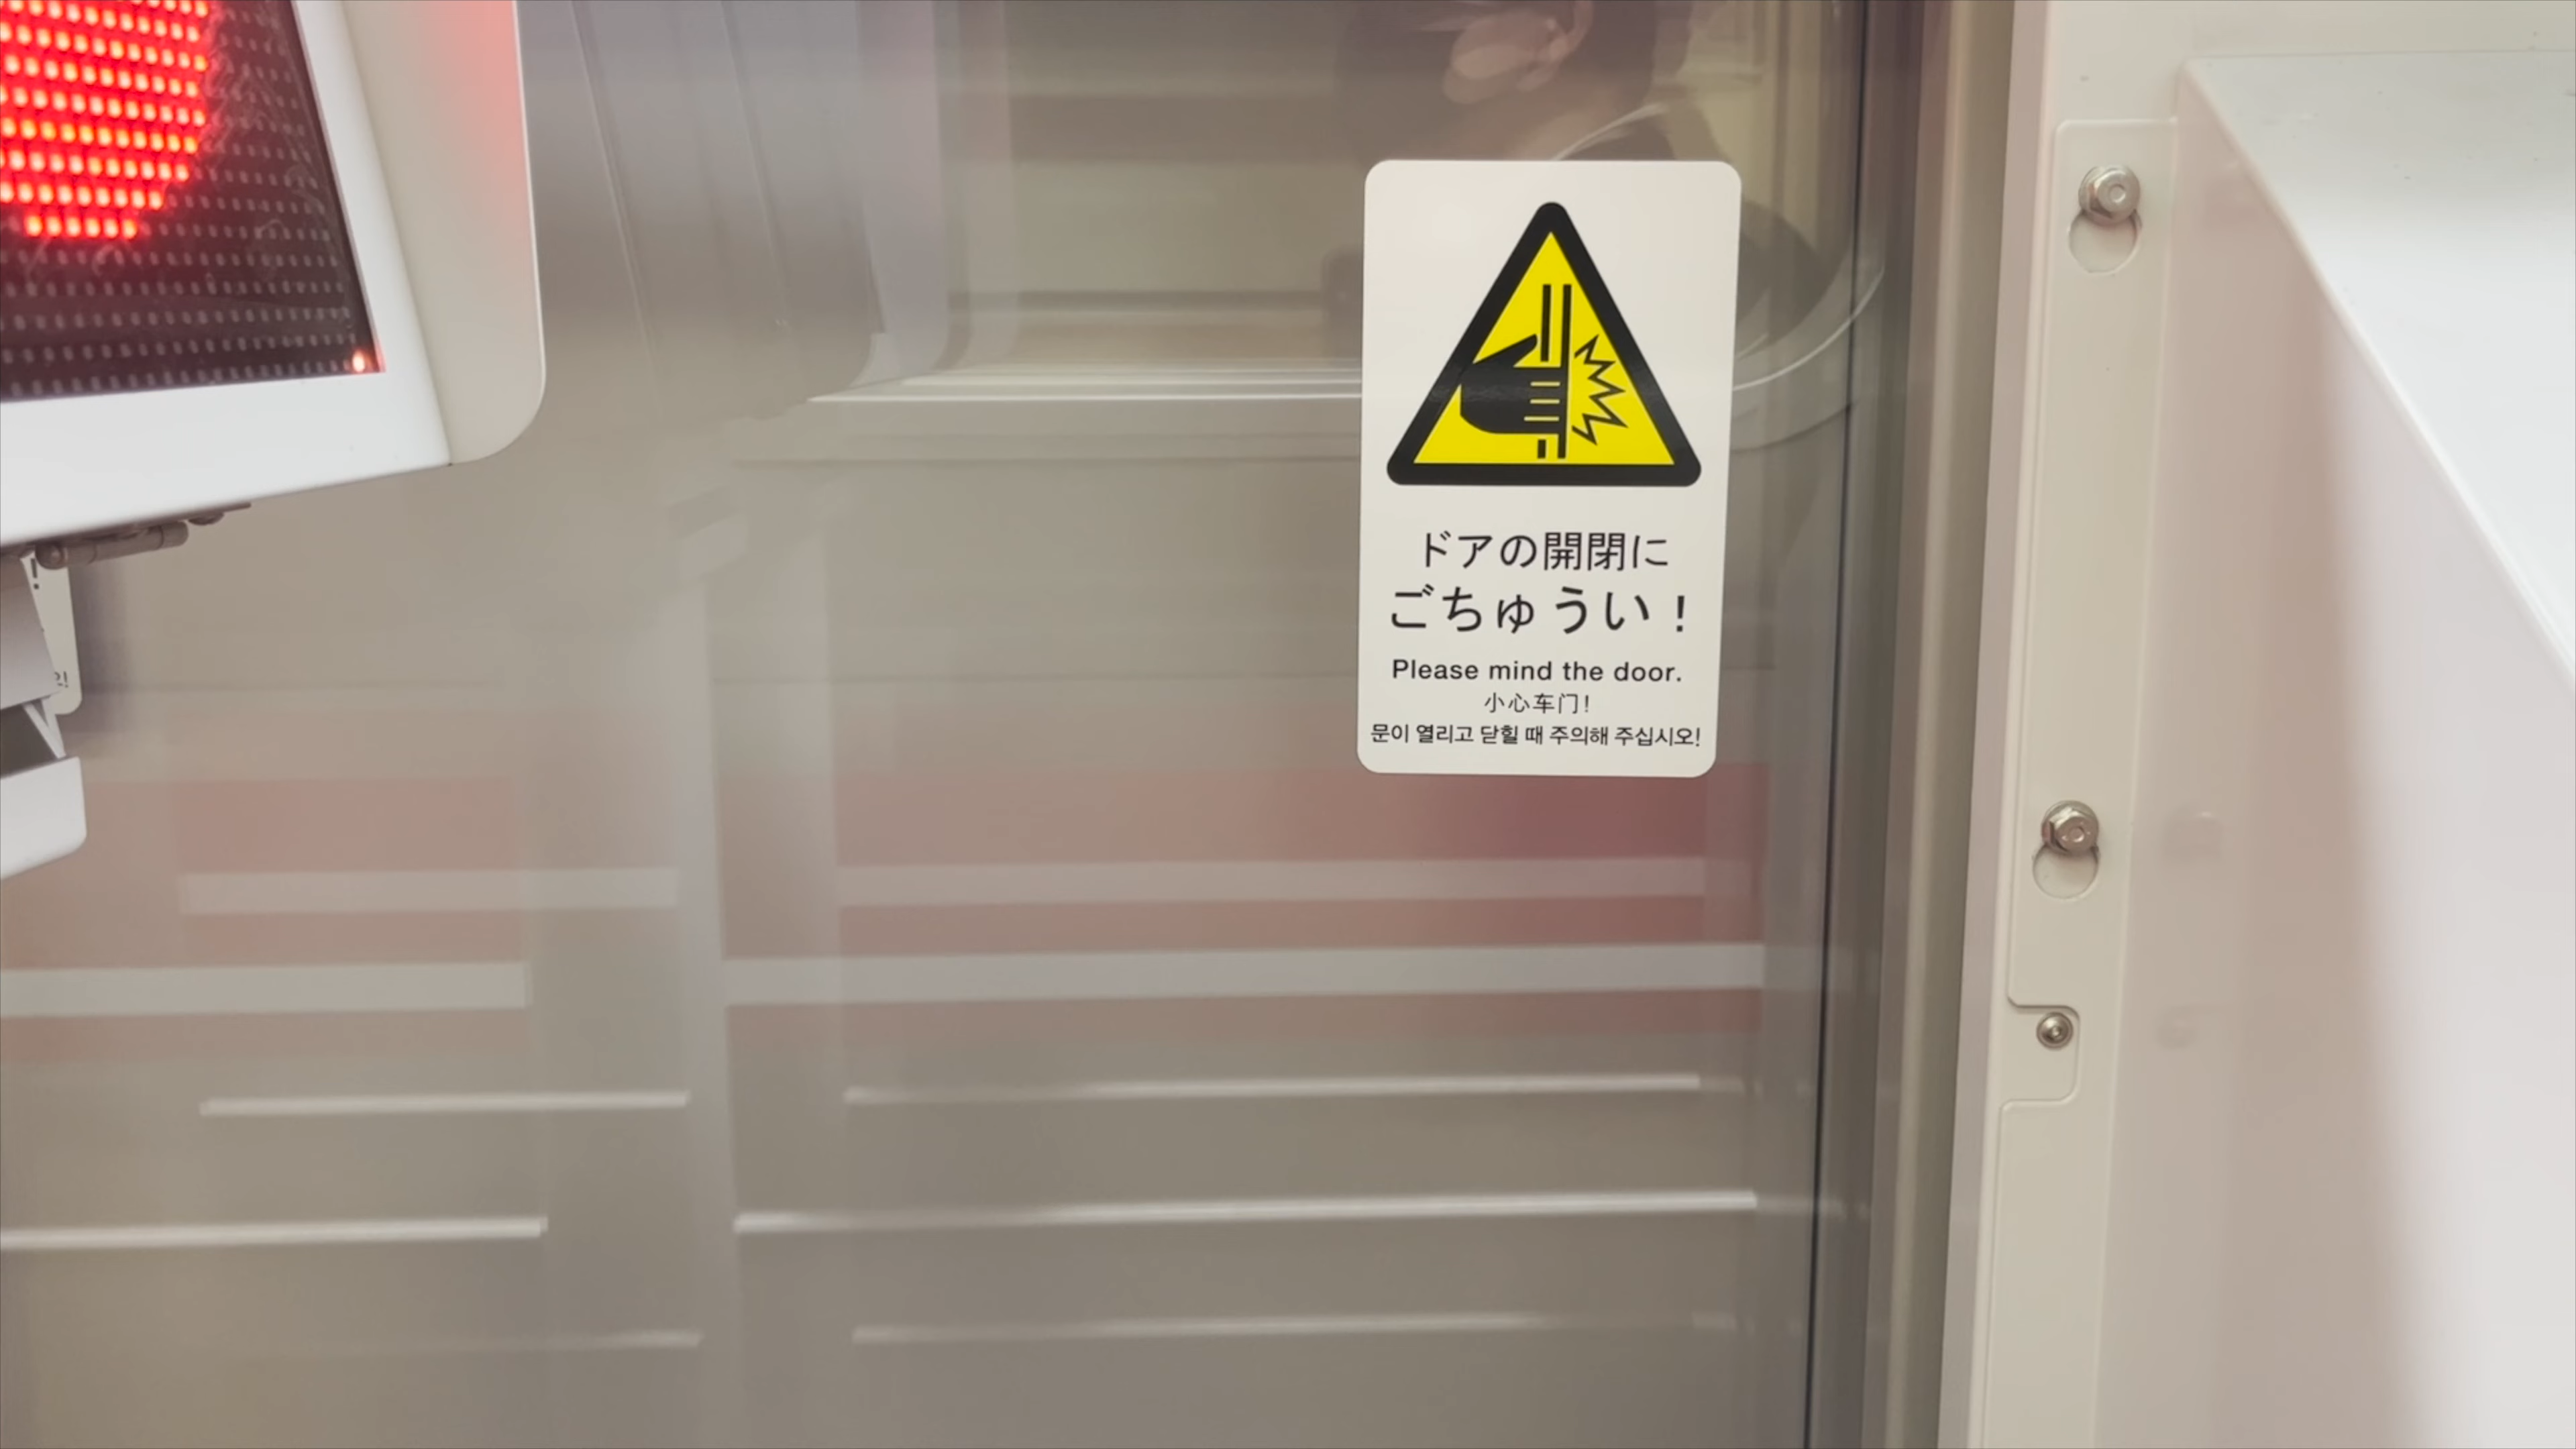 ドアの開閉に
ごちゅうい！
Please mind the door.
小心车门!
문이 열리고 닫힐 때 주의해 주십시오!